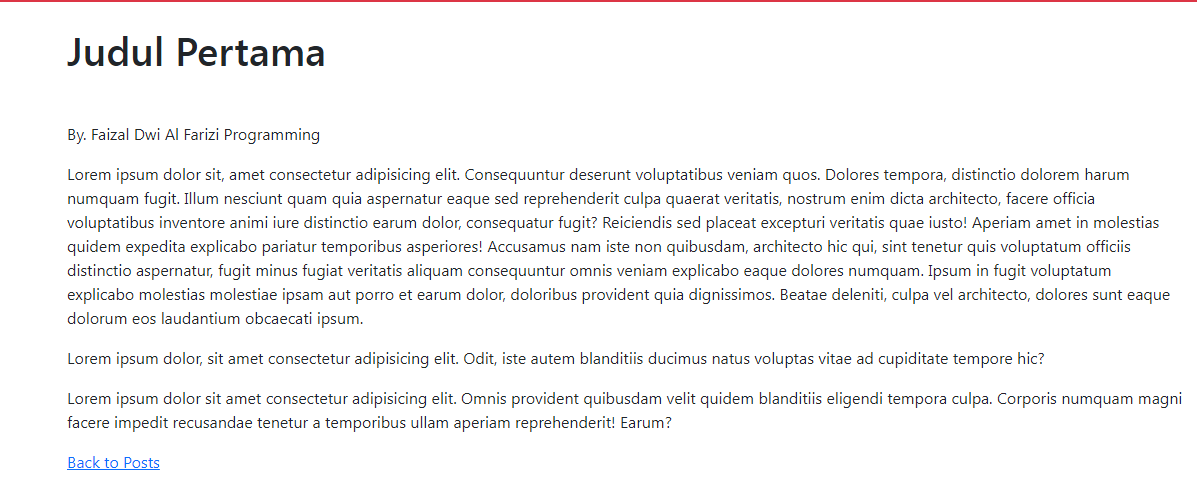 Judul Pertama
By. Faizal Dwi Al Farizi Programming
Lorem ipsum dolor sit, amet consectetur adipisicing elit. Consequuntur deserunt voluptatibus veniam quos. Dolores tempora, distinctio dolorem harum
numquam fugit. Illum nesciunt quam quia aspernatur eaque sed reprehenderit culpa quaerat veritatis, nostrum enim dicta architecto, facere officia
voluptatibus inventore animi iure distinctio earum dolor, consequatur fugit? Reiciendis sed placeat excepturi veritatis quae iusto! Aperiam amet in molestias
quidem expedita explicabo pariatur temporibus asperiores! Accusamus nam iste non quibusdam, architecto hic qui, sint tenetur quis voluptatum officiis
distinctio aspernatur, fugit minus fugiat veritatis aliquam consequuntur omnis veniam explicabo eaque dolores numquam. Ipsum in fugit voluptatum
explicabo molestias molestiae ipsam aut porro et earum dolor, doloribus provident quia dignissimos. Beatae deleniti, culpa vel architecto, dolores sunt eaque
dolorum eos laudantium obcaecati ipsum.
Lorem ipsum dolor, sit amet consectetur adipisicing elit. Odit, iste autem blanditiis ducimus natus voluptas vitae ad cupiditate tempore hic?
Lorem ipsum dolor sit amet consectetur adipisicing elit. Omnis provident quibusdam velit quidem blanditiis eligendi tempora culpa. Corporis numquam magni
facere impedit recusandae tenetur a temporibus ullam aperiam reprehenderit! Earum?
Back to Posts